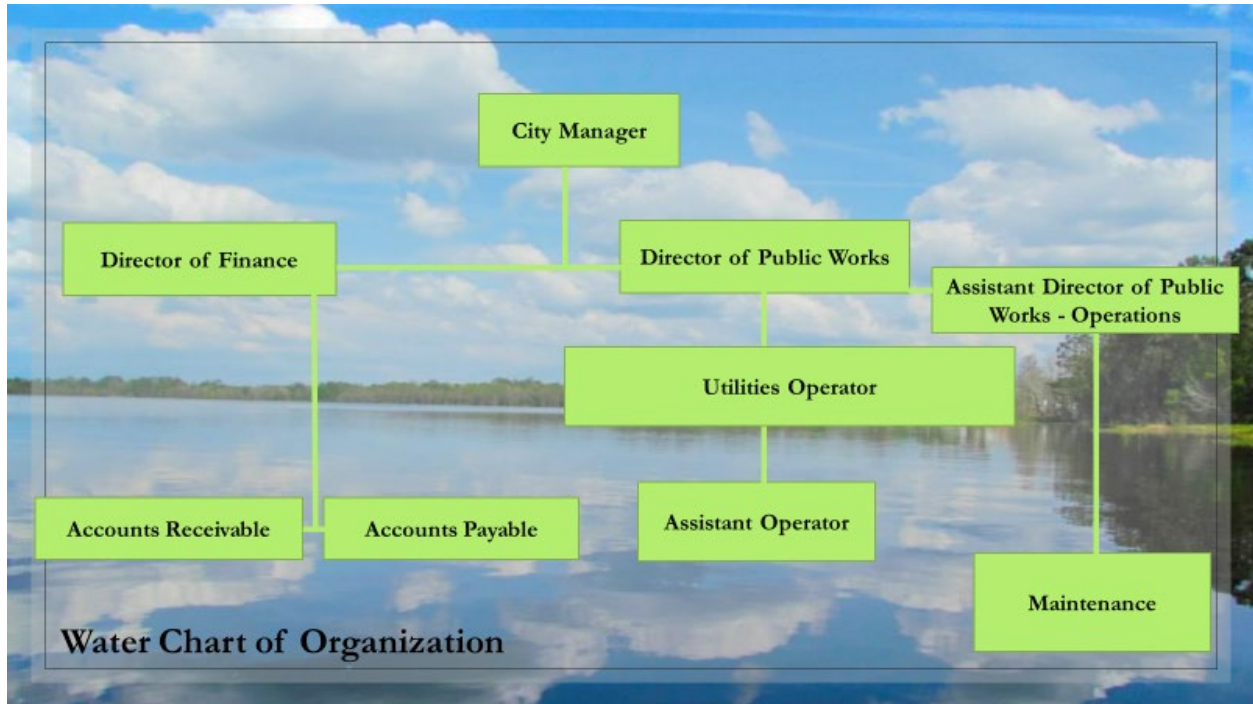 City Manager
Director of Finance
Director of Public Works
Assistant Director of Public
Works - Operations
Utilities Operator
Accounts Receivable
Accounts Payable
Assistant Operator
Maintenance
Water Chart of Organization